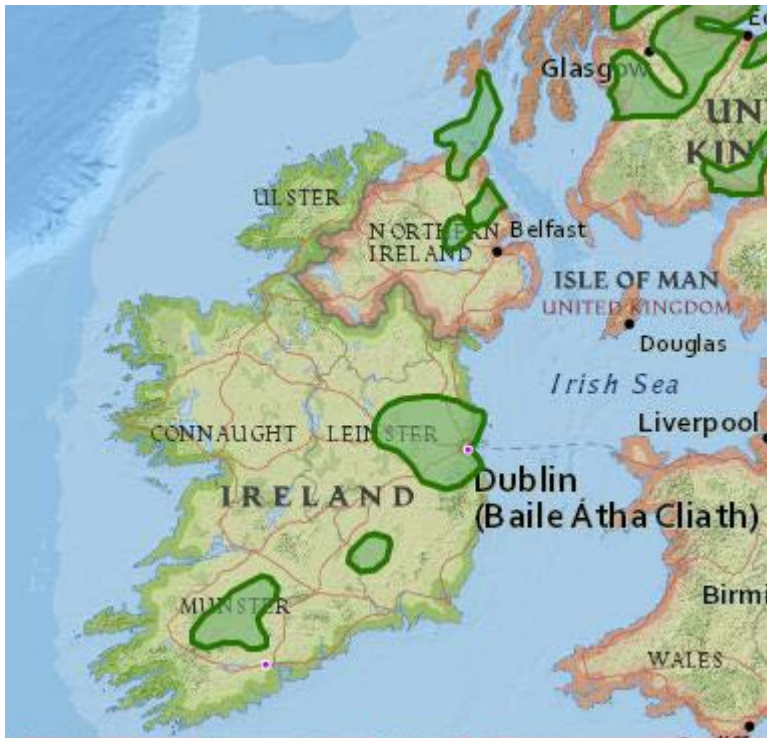 Glasgow
UN
KIN
ULSTER
NORTHERN
IRELAND
Belfast
ISLE OF MAN
UNITED KINGDOM
Douglas
Irish Sea
Liverpool
CONNAUGHT
LEINSTER
IRELAND
Dublin
(Baile Átha Cliath)
MUNSTER
Birmi
WALES